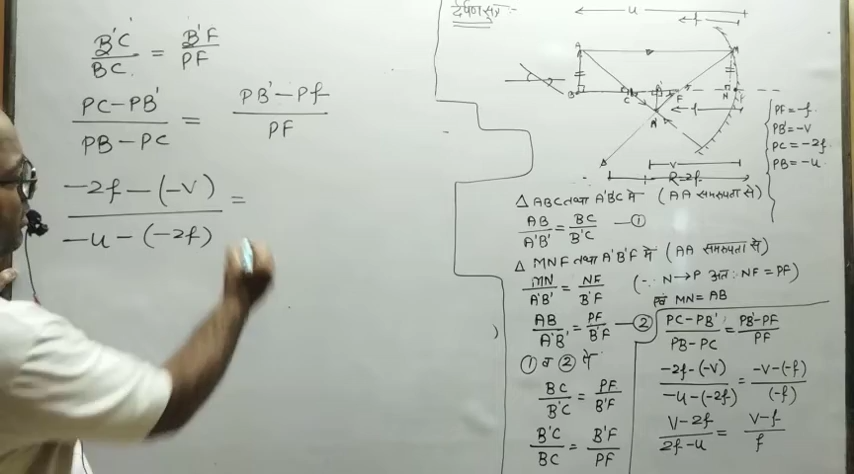 B'C/BC = B'F/PF
PC-PB'/PB-PC = PB'-Pf/PF
-2f-(-v)/-u-(-2f) =
दर्पण सूत्र :-
u
f
A
M
B
C
F
N
f
A'
v
R=2f
PF = -f
PB' = -v
PC = -2f
PB = -u
△ ABC तथा A'BC में (AA समरूपता से)
AB/A'B' = BC/B'C —①
△ MNF तथा A'B'F में (AA समरूपता से)
MN/A'B' = NF/B'F (∵ N→P अतः NF = PF)
एवं MN = AB
AB/A'B' = PF/B'F —②
① व ② से
BC/B'C = PF/B'F
B'C/BC = B'F/PF
PC-PB'/PB-PC = PB'-PF/PF
-2f-(-v)/-u-(-2f) = -v-(-f)/(-f)
v-2f/2f-u = v-f/f